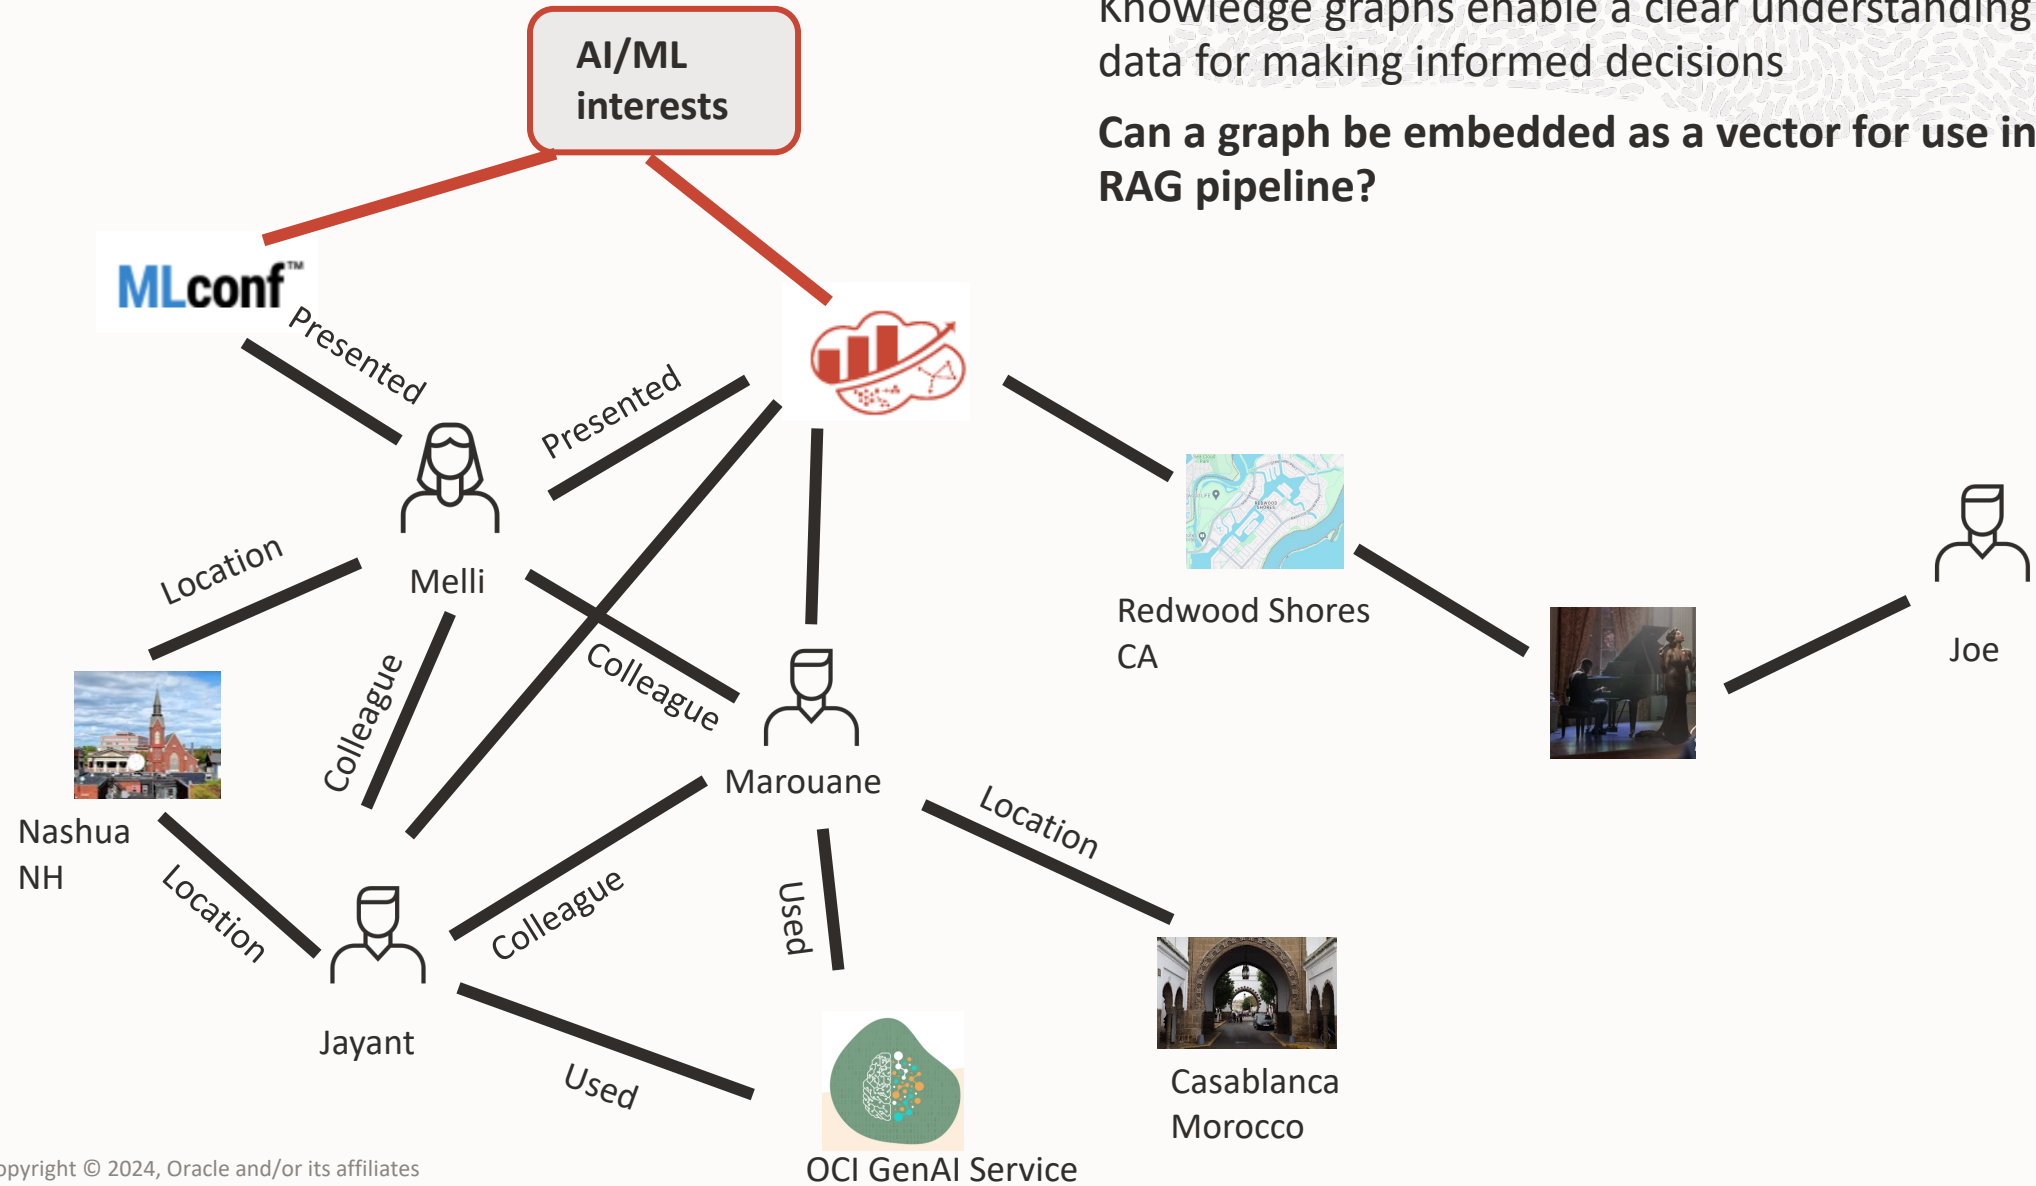 Knowledge graphs enable a clear understanding
data for making informed decisions
Can a graph be embedded as a vector for use in
RAG pipeline?
AI/ML
interests
MLconf™
Presented
Presented
Location
Melli
Colleague
Colleague
Redwood Shores
CA
Joe
Marouane
Nashua
NH
Location
Location
Colleague
Used
Jayant
Used
Casablanca
Morocco
OCI GenAI Service
opyright © 2024, Oracle and/or its affiliates
REDWOOD
SHORES